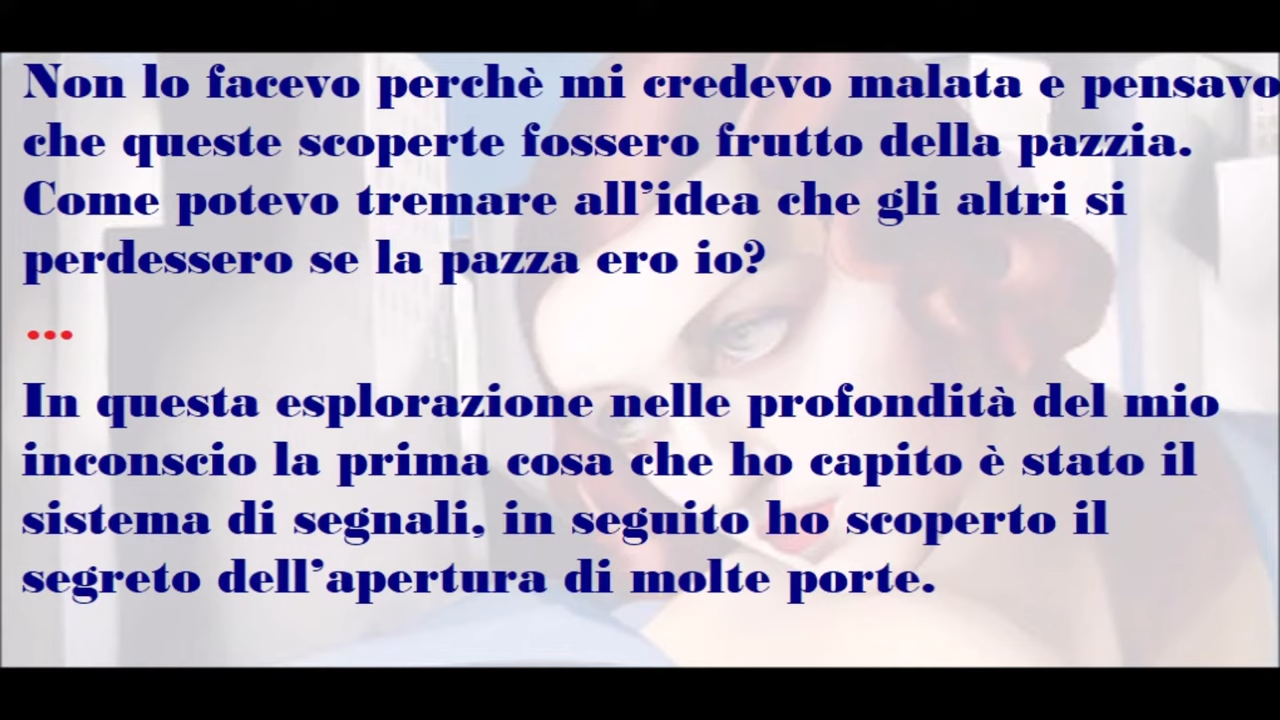 Non lo facevo perchè mi credevo malata e pensavo
che queste scoperte fossero frutto della pazzia.
Come potevo tremare all’idea che gli altri si
perdessero se la pazza ero io?
...
In questa esplorazione nelle profondità del mio
inconscio la prima cosa che ho capito è stato il
sistema di segnali, in seguito ho scoperto il
segreto dell’apertura di molte porte.